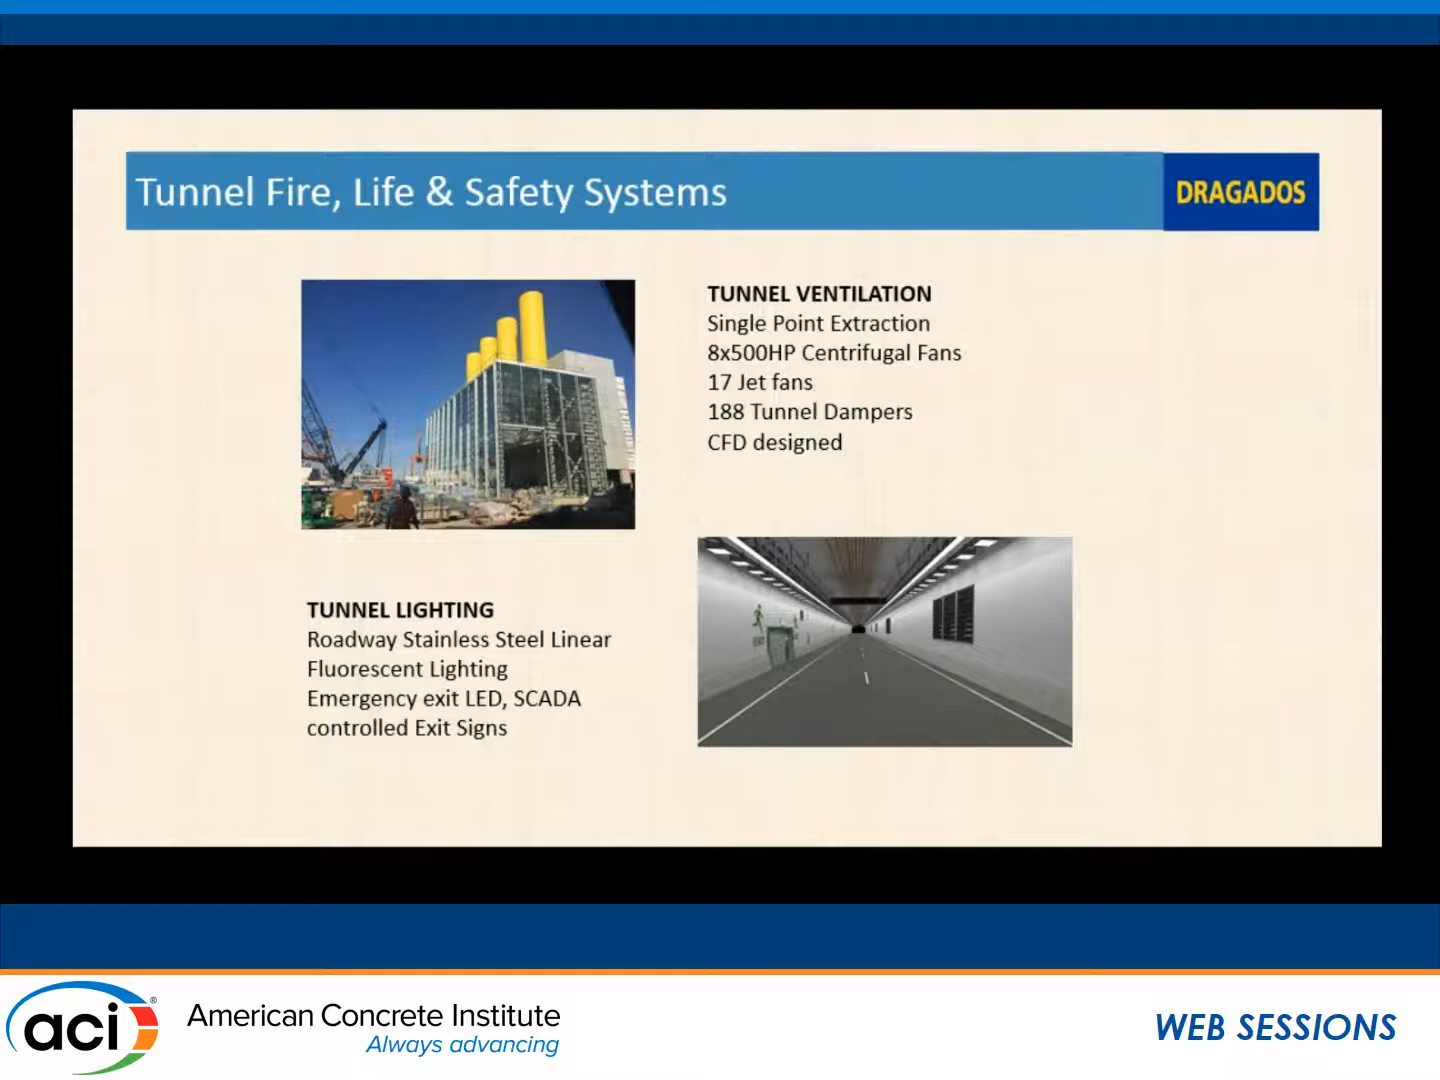 Tunnel Fire, Life & Safety Systems
DRAGADOS
TUNNEL VENTILATION
Single Point Extraction
8x500HP Centrifugal Fans
17 Jet fans
188 Tunnel Dampers
CFD designed
TUNNEL LIGHTING
Roadway Stainless Steel Linear
Fluorescent Lighting
Emergency exit LED, SCADA
controlled Exit Signs
aci®
American Concrete Institute
Always advancing
WEB SESSIONS